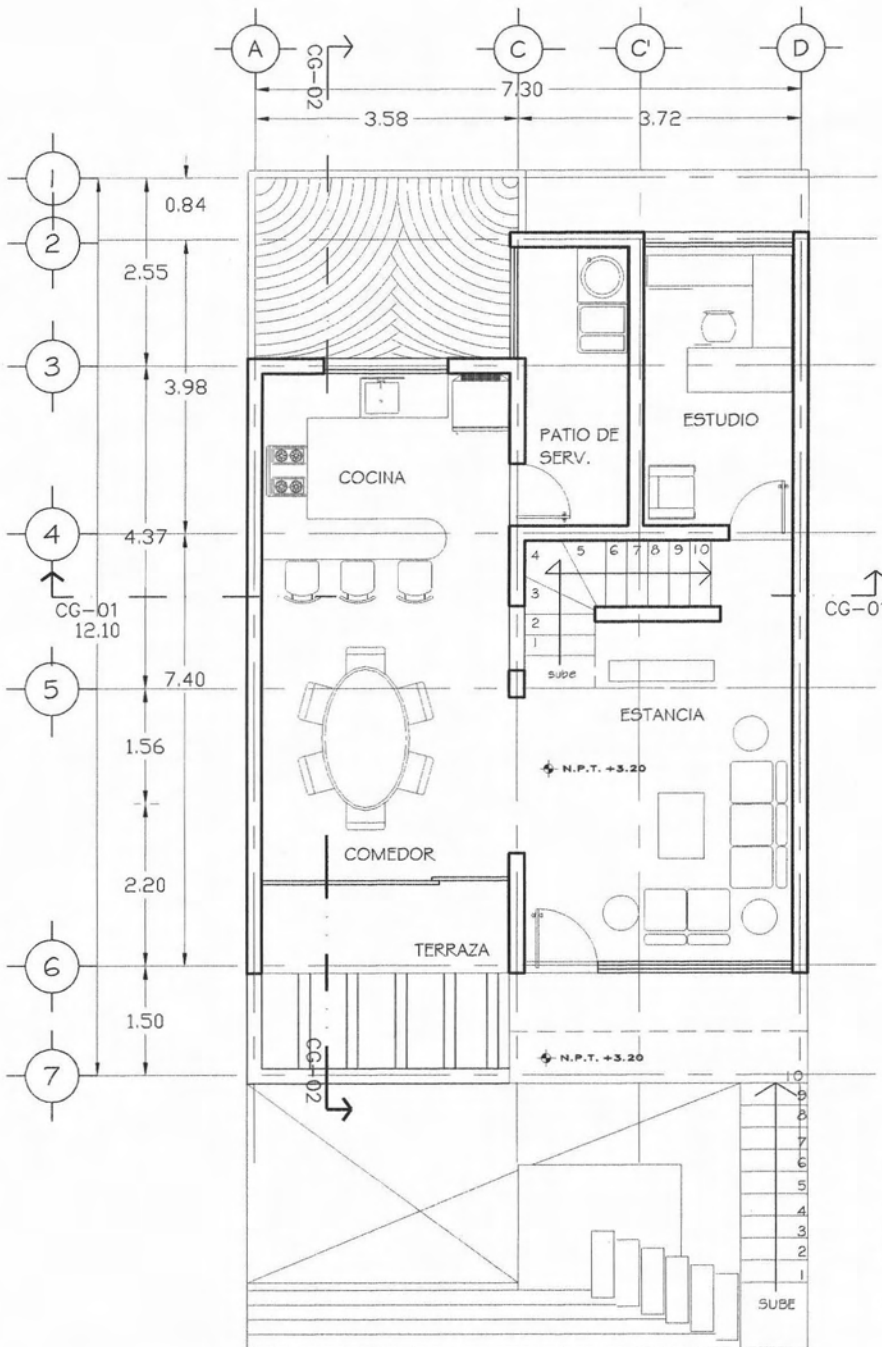 A
C
C'
D
CG-02
7.30
3.58
3.72
1
0.84
2
2.55
3
3.98
ESTUDIO
PATIO DE
SERV.
COCINA
4
4.37
4
5
6
7
8
9
10
3
2
1
sube
CG-01
12.10
CG-01
7.40
5
ESTANCIA
1.56
N.P.T. +3.20
COMEDOR
2.20
TERRAZA
6
1.50
N.P.T. +3.20
CG-02
7
10
9
8
7
6
5
4
3
2
1
SUBE